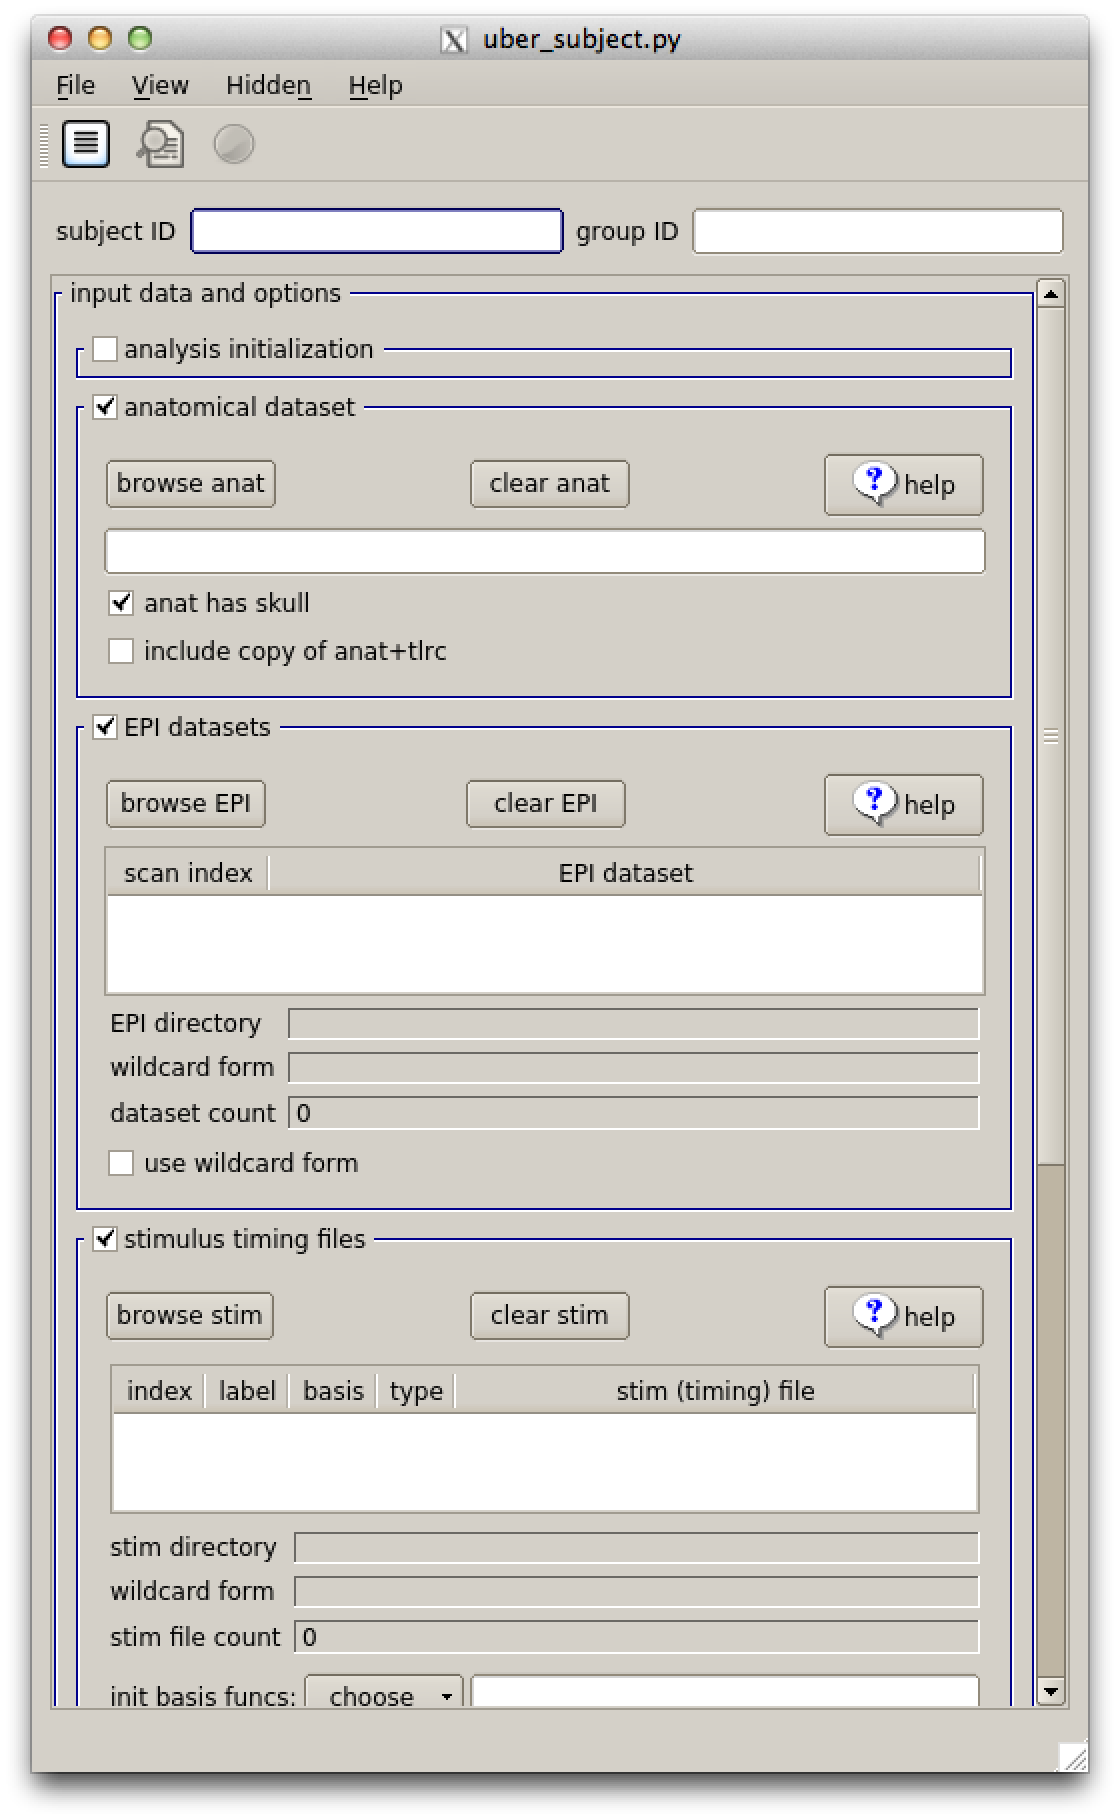 X uber_subject.py
File View Hidden Help
subject ID group ID
input data and options
analysis initialization
anatomical dataset
browse anat clear anat ? help
anat has skull
include copy of anat+tlrc
EPI datasets
browse EPI clear EPI ? help
scan index EPI dataset
EPI directory
wildcard form
dataset count 0
use wildcard form
stimulus timing files
browse stim clear stim ? help
index label basis type stim (timing) file
stim directory
wildcard form
stim file count 0
init basis funcs: choose